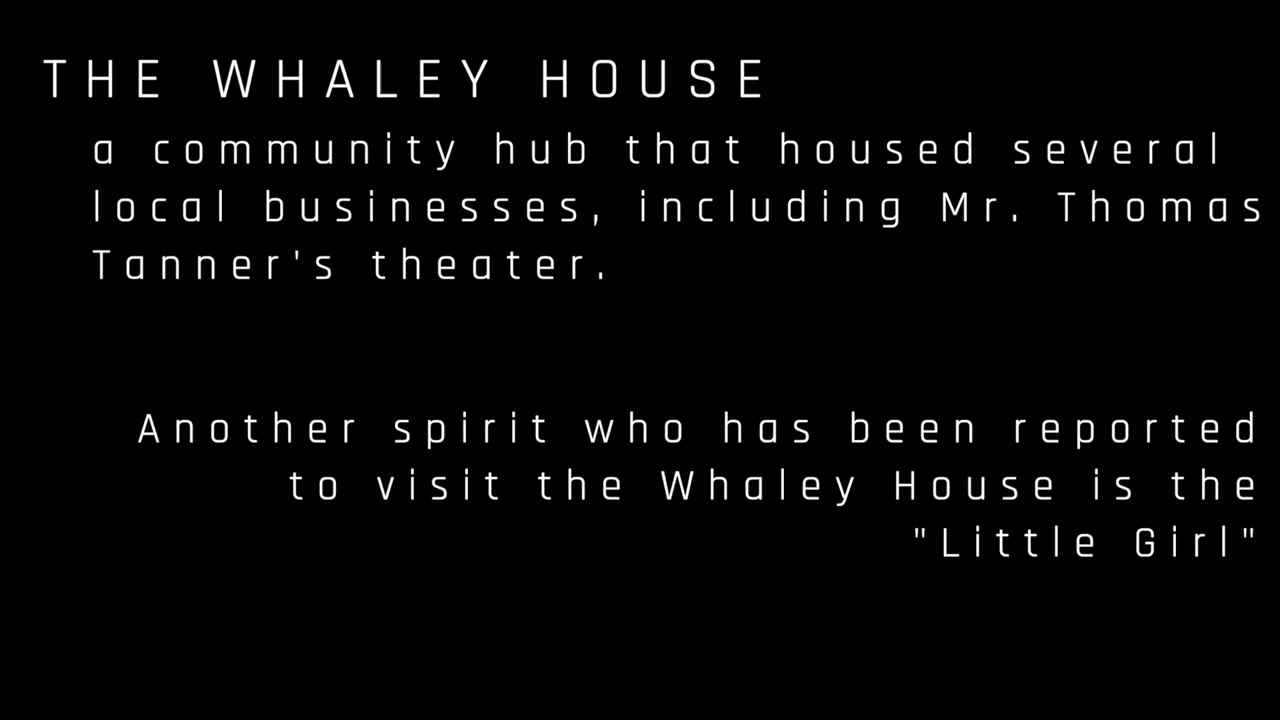 THE WHALEY HOUSE
a community hub that housed several
local businesses, including Mr. Thomas
Tanner's theater.
Another spirit who has been reported
to visit the Whaley House is the
"Little Girl"